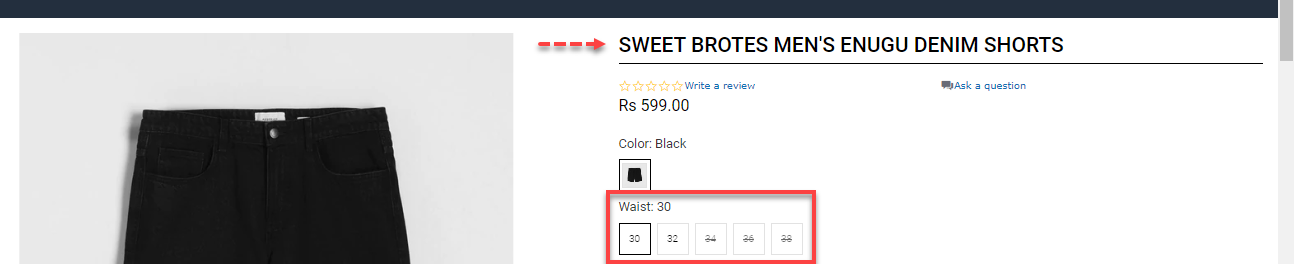 SWEET BROTES MEN'S ENUGU DENIM SHORTS
Write a review
Ask a question
Rs 599.00
Color: Black
Waist: 30
30 32 34 36 38